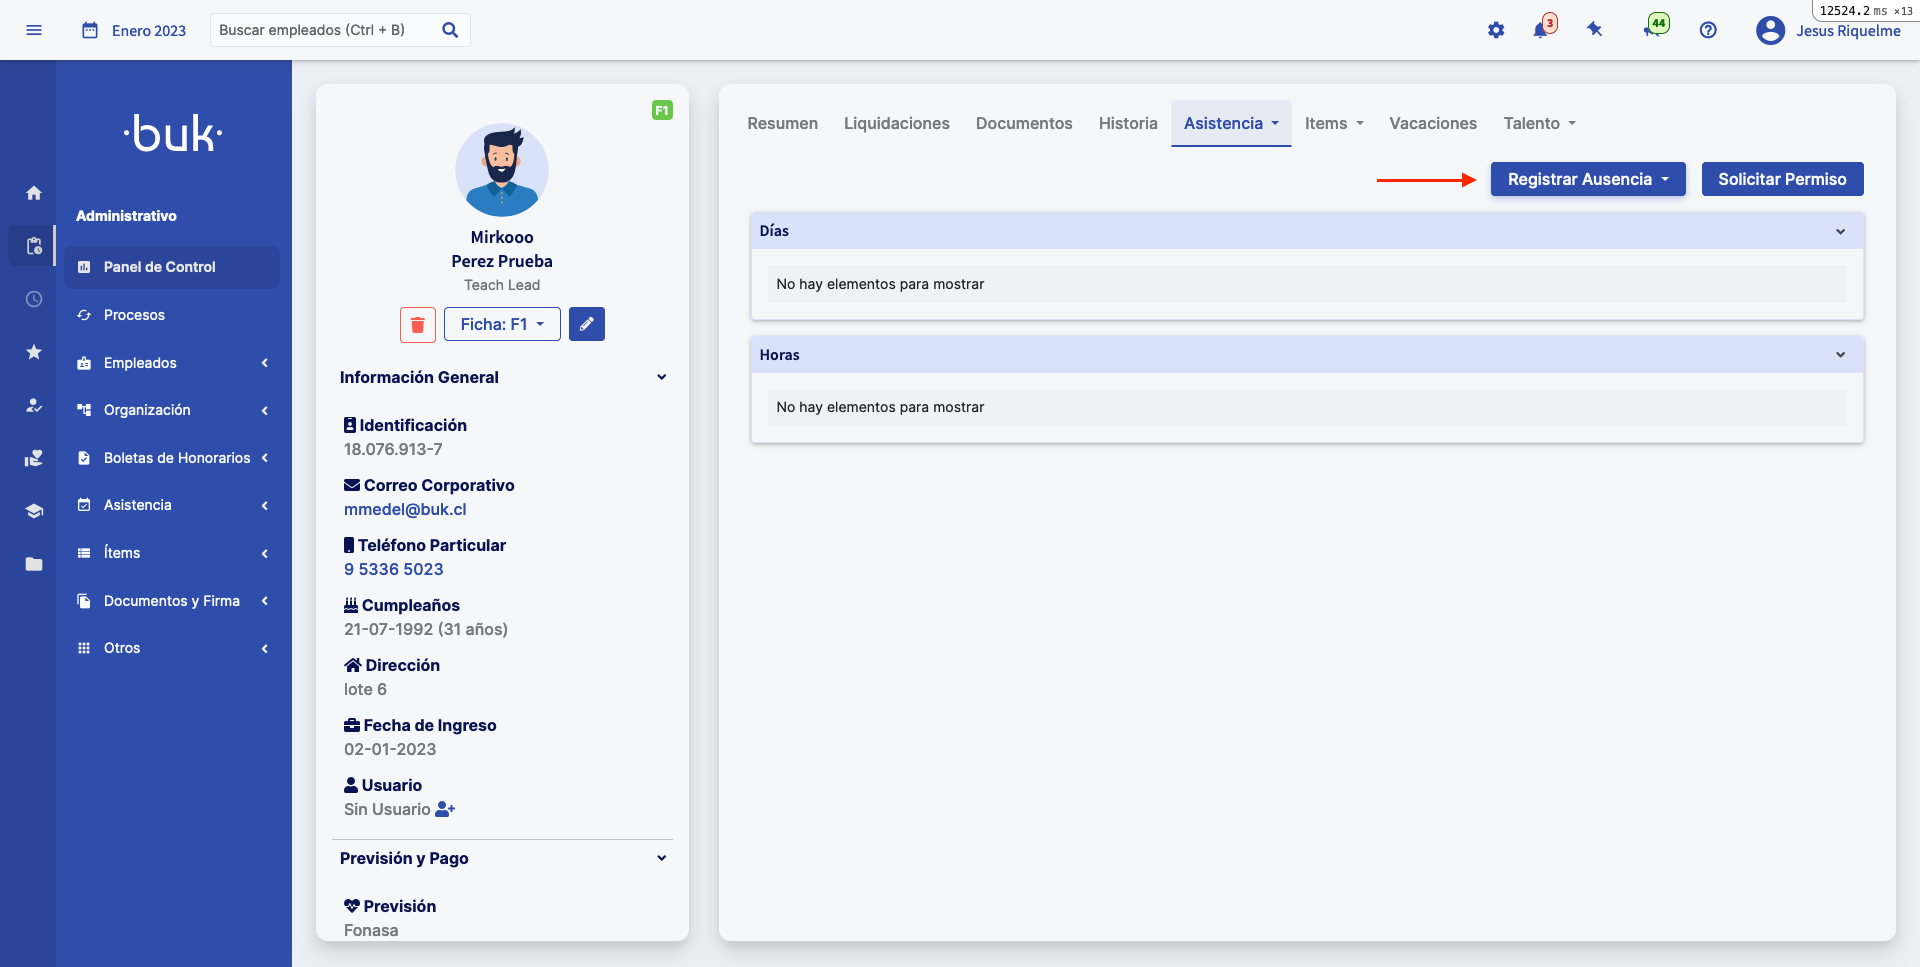 12524.2 ms ×13
Enero 2023
Buscar empleados (Ctrl + B)
3
44
Jesus Riquelme
·buk·
Administrativo
Panel de Control
Procesos
Empleados
Organización
Boletas de Honorarios
Asistencia
Ítems
Documentos y Firma
Otros
F1
Mirkooo
Perez Prueba
Teach Lead
Ficha: F1
Información General
Identificación
18.076.913-7
Correo Corporativo
mmedel@buk.cl
Teléfono Particular
9 5336 5023
Cumpleaños
21-07-1992 (31 años)
Dirección
lote 6
Fecha de Ingreso
02-01-2023
Usuario
Sin Usuario
Previsión y Pago
Previsión
Fonasa
Resumen
Liquidaciones
Documentos
Historia
Asistencia
Items
Vacaciones
Talento
Registrar Ausencia
Solicitar Permiso
Días
No hay elementos para mostrar
Horas
No hay elementos para mostrar